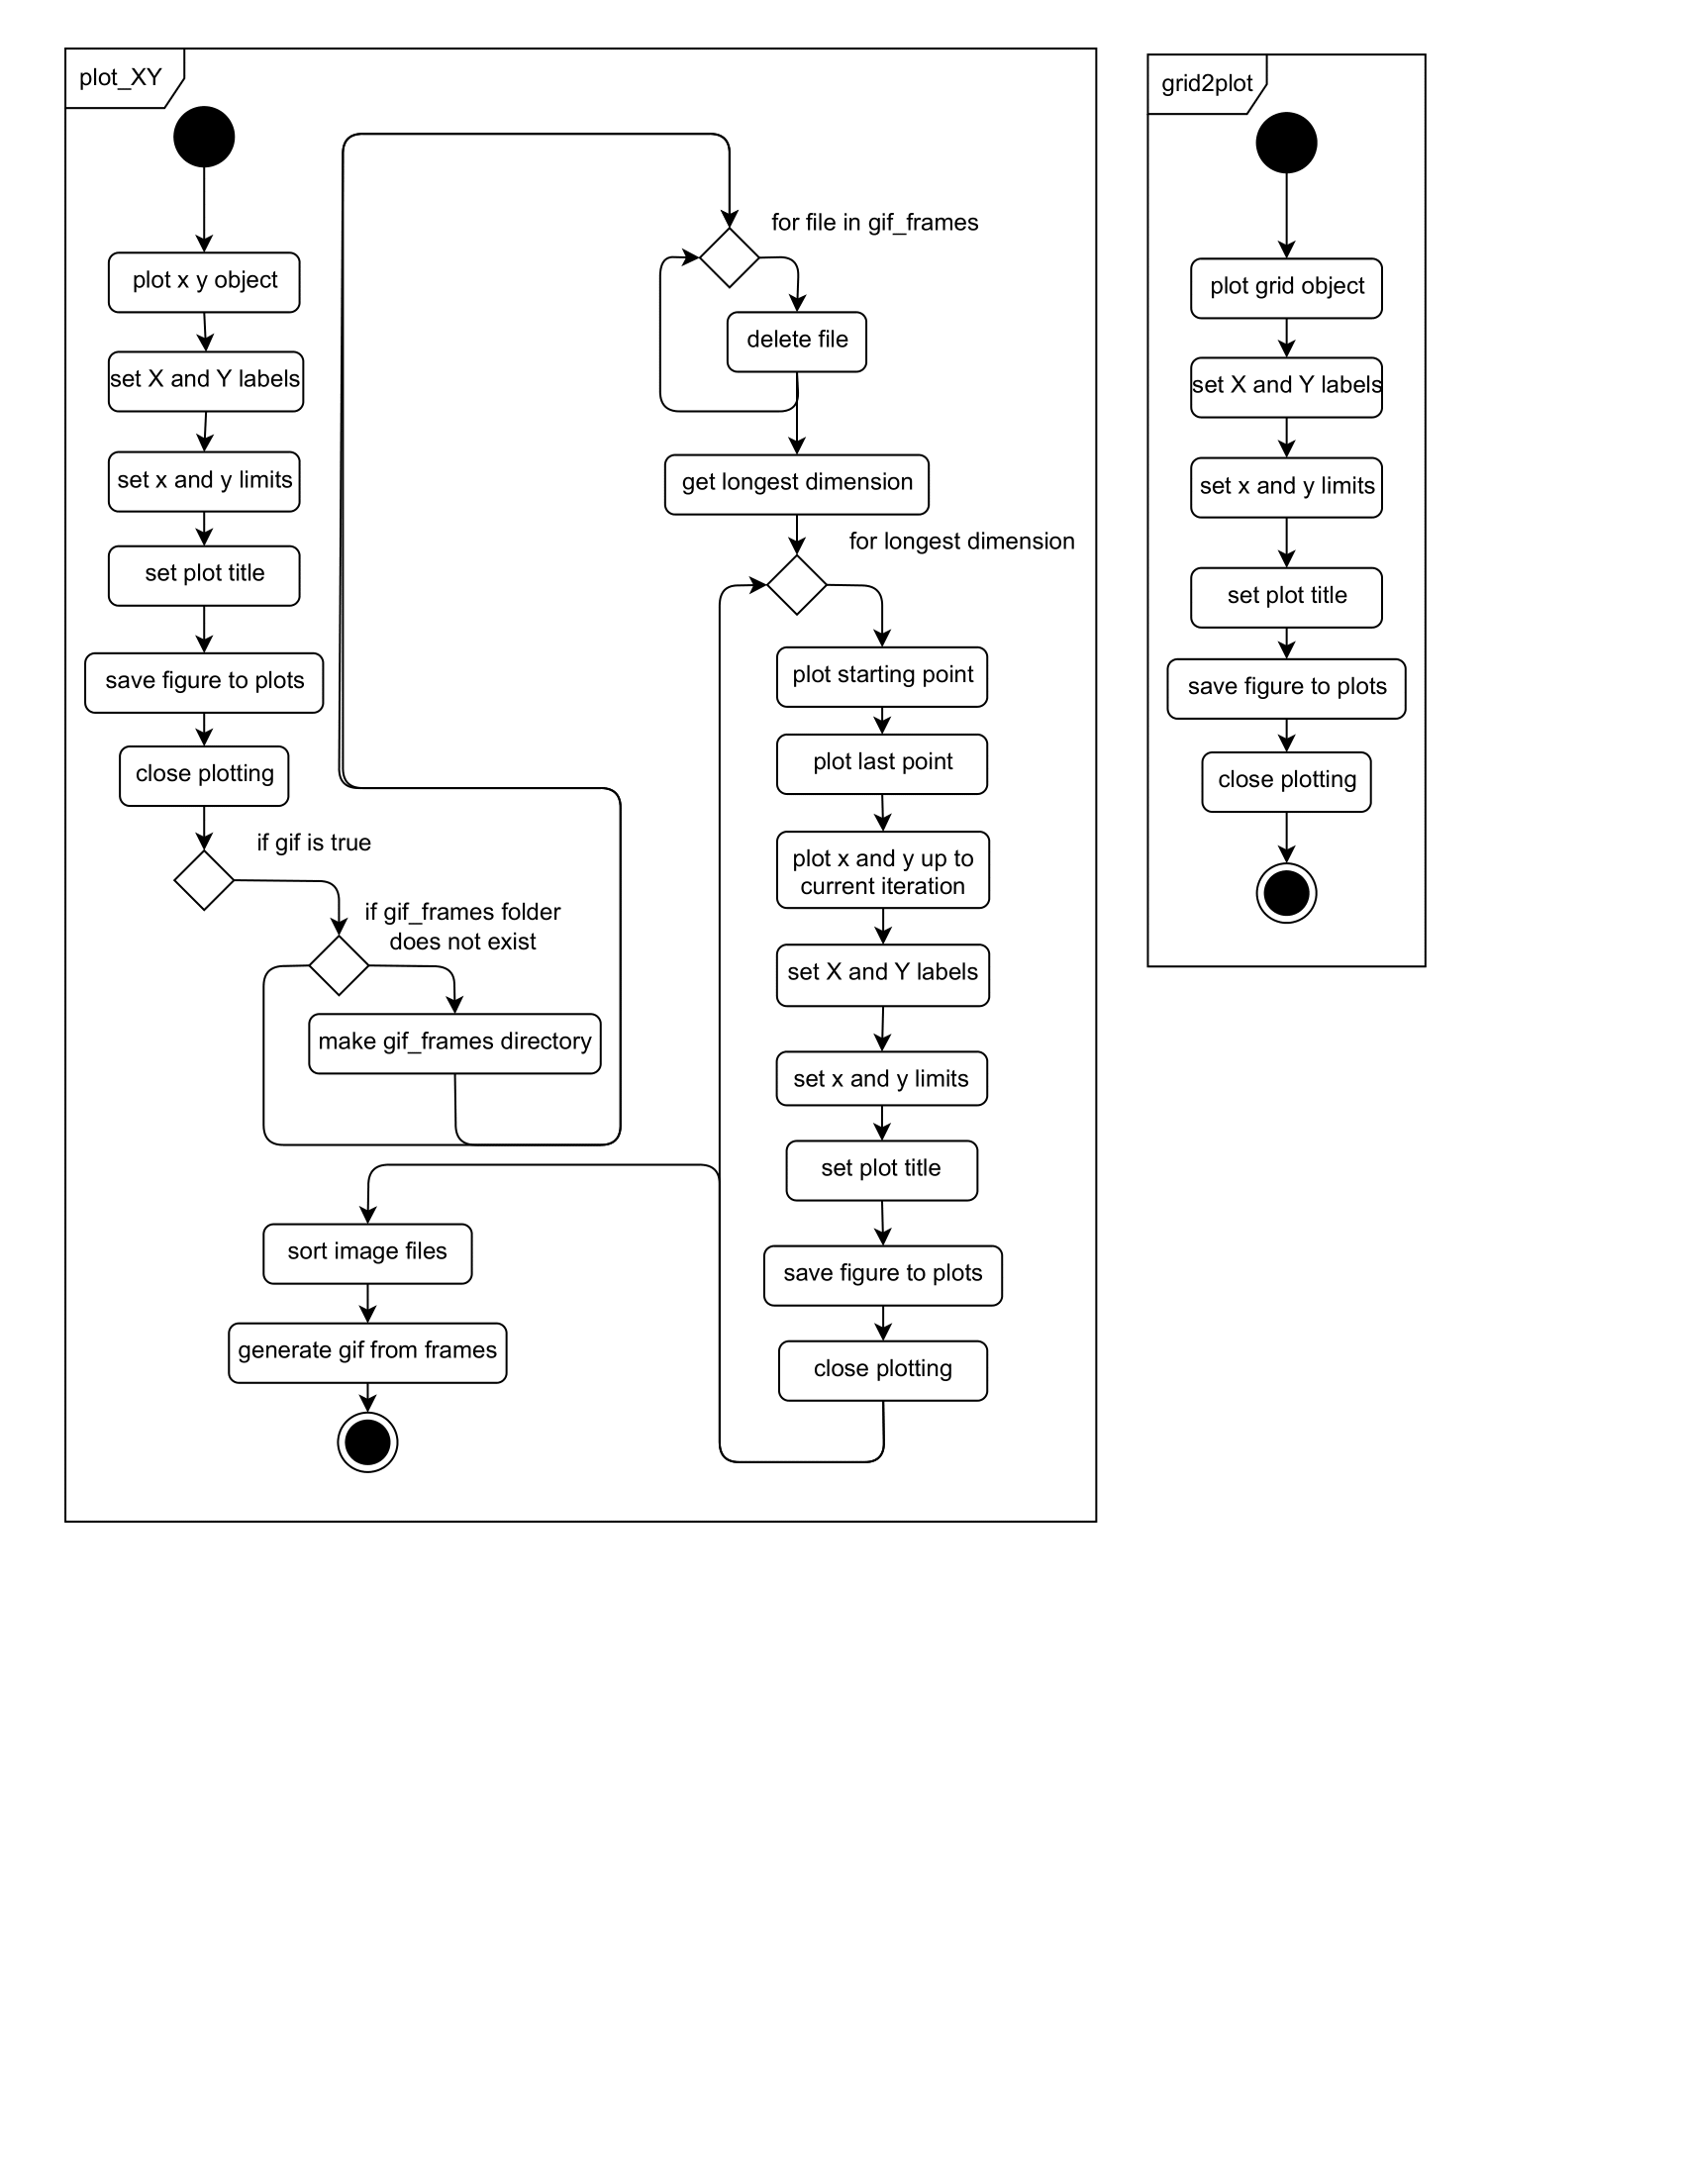 plot_XY
plot x y object
set X and Y labels
set x and y limits
set plot title
save figure to plots
close plotting
if gif is true
if gif_frames folder
does not exist
make gif_frames directory
for file in gif_frames
delete file
get longest dimension
for longest dimension
plot starting point
plot last point
plot x and y up to
current iteration
set X and Y labels
set x and y limits
set plot title
save figure to plots
close plotting
sort image files
generate gif from frames
grid2plot
plot grid object
set X and Y labels
set x and y limits
set plot title
save figure to plots
close plotting